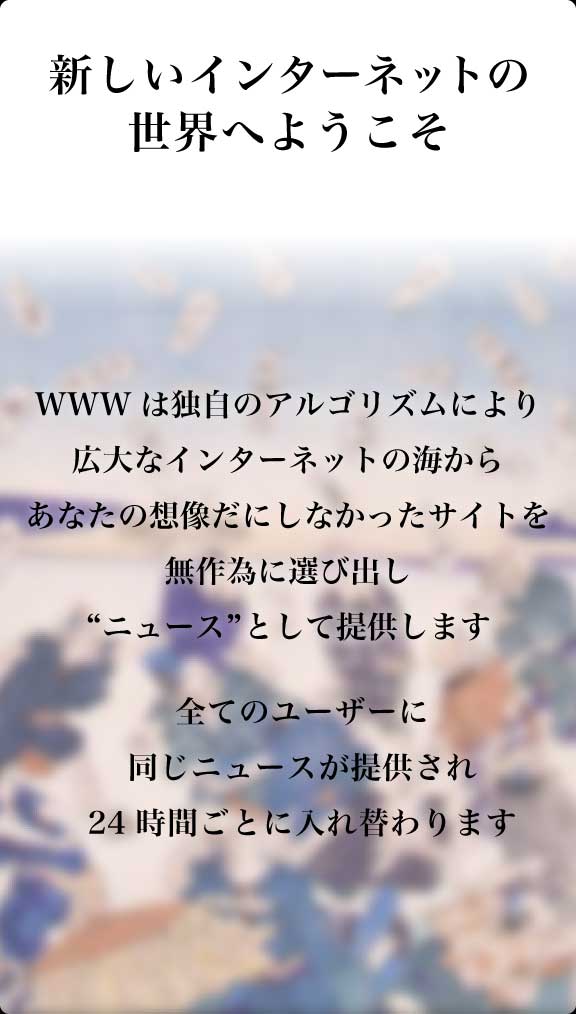 新しいインターネットの
世界へようこそ
WWW は独自のアルゴリズムにより
広大なインターネットの海から
あなたの想像だにしなかったサイトを
無作為に選び出し
“ニュース”として提供します
全てのユーザーに
同じニュースが提供され
24 時間ごとに入れ替わります